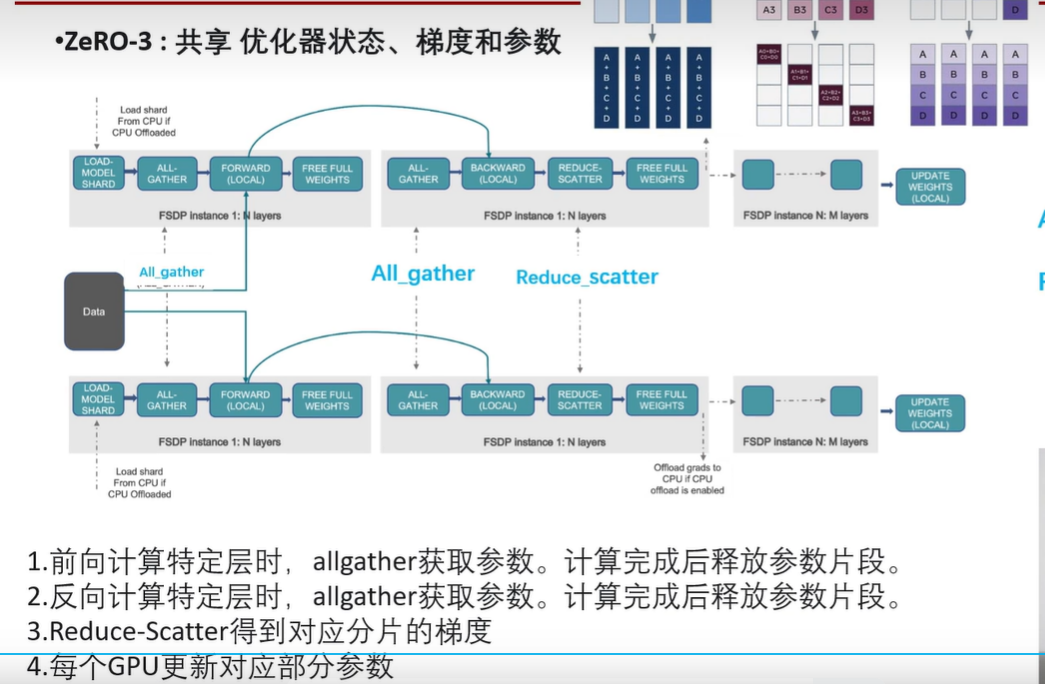 •ZeRO-3 : 共享 优化器状态、梯度和参数
A
+
B
+
C
+
D
A
+
B
+
C
+
D
A
+
B
+
C
+
D
A
+
B
+
C
+
D
A3 B3 C3 D3
A0+B0+
C0+D0
A1+B1+
C1+D1
A2+B2+
C2+D2
A3+B3+
C3+D3
D
A A A A
B B B B
C C C C
D D D D
Load shard
From CPU if
CPU Offloaded
LOAD-
MODEL
SHARD
ALL-
GATHER
FORWARD
(LOCAL)
FREE FULL
WEIGHTS
FSDP instance 1: N layers
ALL-
GATHER
BACKWARD
(LOCAL)
REDUCE-
SCATTER
FREE FULL
WEIGHTS
FSDP instance 1: N layers
FSDP instance N: M layers
UPDATE
WEIGHTS
(LOCAL)
All_gather
All_gather
Reduce_scatter
Data
LOAD-
MODEL
SHARD
ALL-
GATHER
FORWARD
(LOCAL)
FREE FULL
WEIGHTS
FSDP instance 1: N layers
ALL-
GATHER
BACKWARD
(LOCAL)
REDUCE-
SCATTER
FREE FULL
WEIGHTS
FSDP instance 1: N layers
FSDP instance N: M layers
UPDATE
WEIGHTS
(LOCAL)
Load shard
From CPU if
CPU Offloaded
Offload grads to
CPU if CPU
offload is enabled
1.前向计算特定层时，allgather获取参数。计算完成后释放参数片段。
2.反向计算特定层时，allgather获取参数。计算完成后释放参数片段。
3.Reduce-Scatter得到对应分片的梯度
4.每个GPU更新对应部分参数